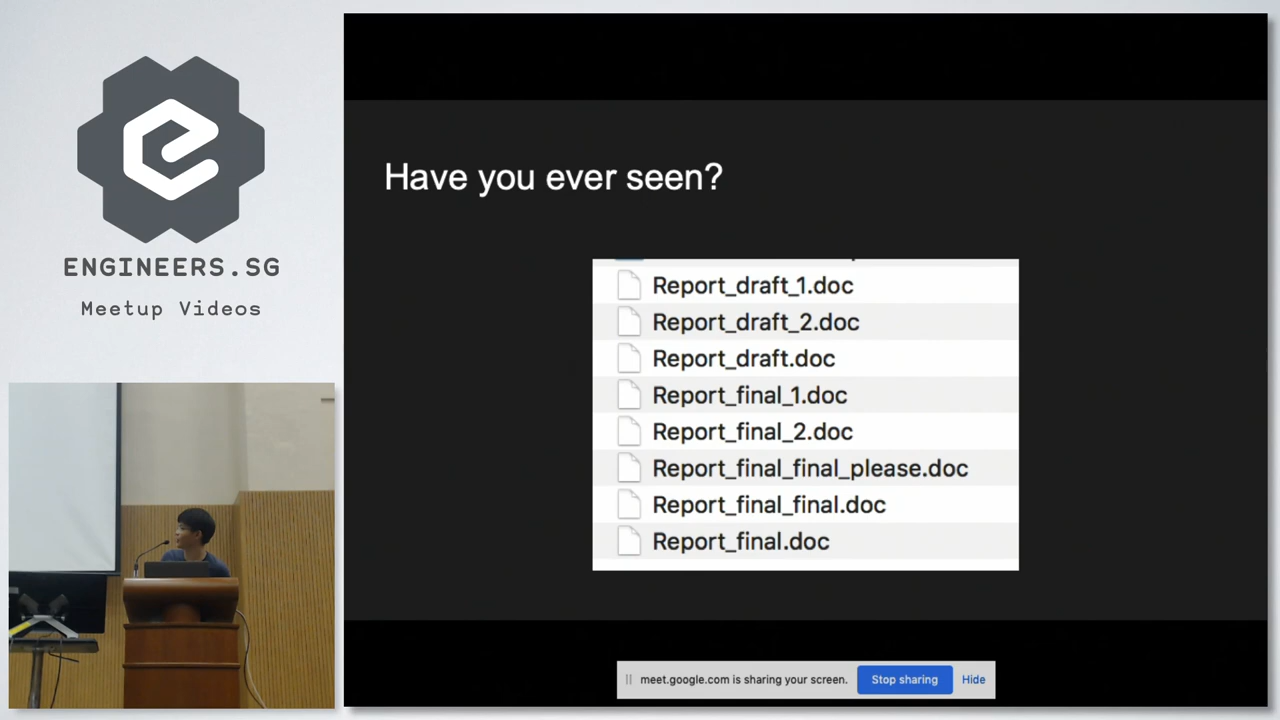 ENGINEERS.SG
Meetup Videos
Have you ever seen?
Report_draft_1.doc
Report_draft_2.doc
Report_draft.doc
Report_final_1.doc
Report_final_2.doc
Report_final_final_please.doc
Report_final_final.doc
Report_final.doc
meet.google.com is sharing your screen. Stop sharing Hide